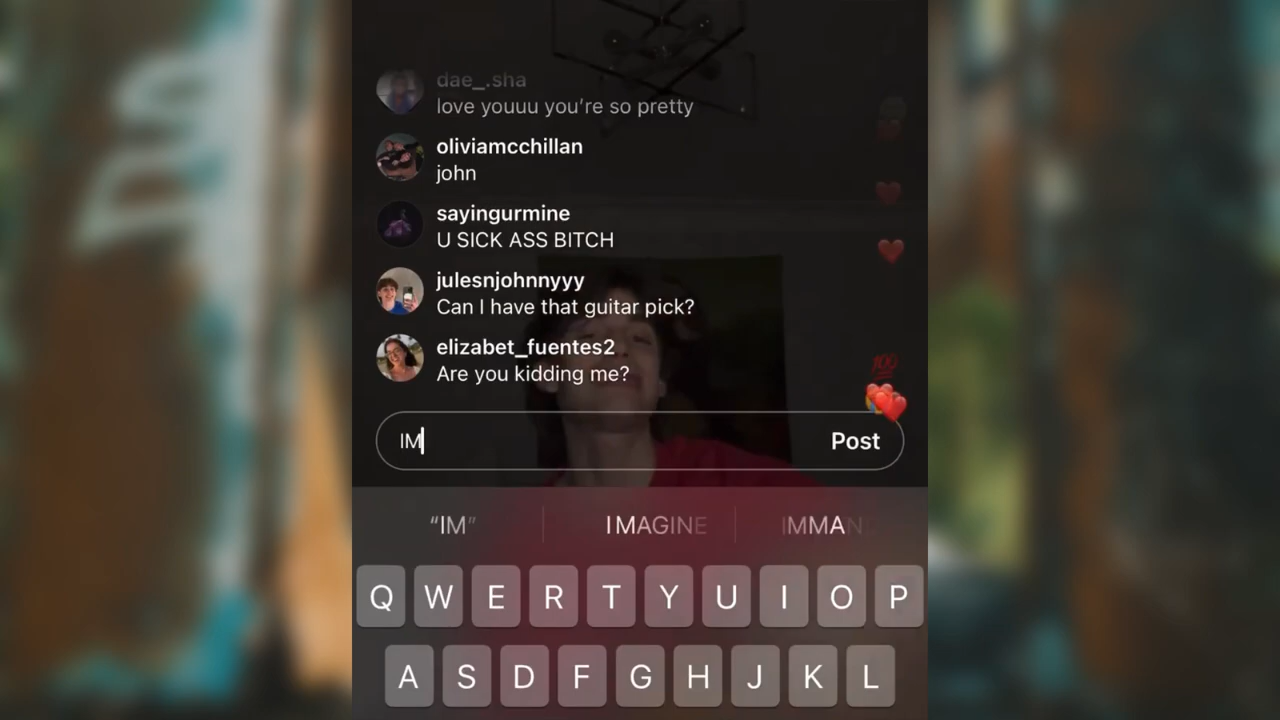 dae_.sha
love youuu you're so pretty
oliviamcchillan
john
sayingurmine
U SICK ASS BITCH
julesnjohnnyyy
Can I have that guitar pick?
elizabet_fuentes2
Are you kidding me?
💯
IM
Post
“IM” IMAGINE IMMAN
Q W E R T Y U I O P
A S D F G H J K L